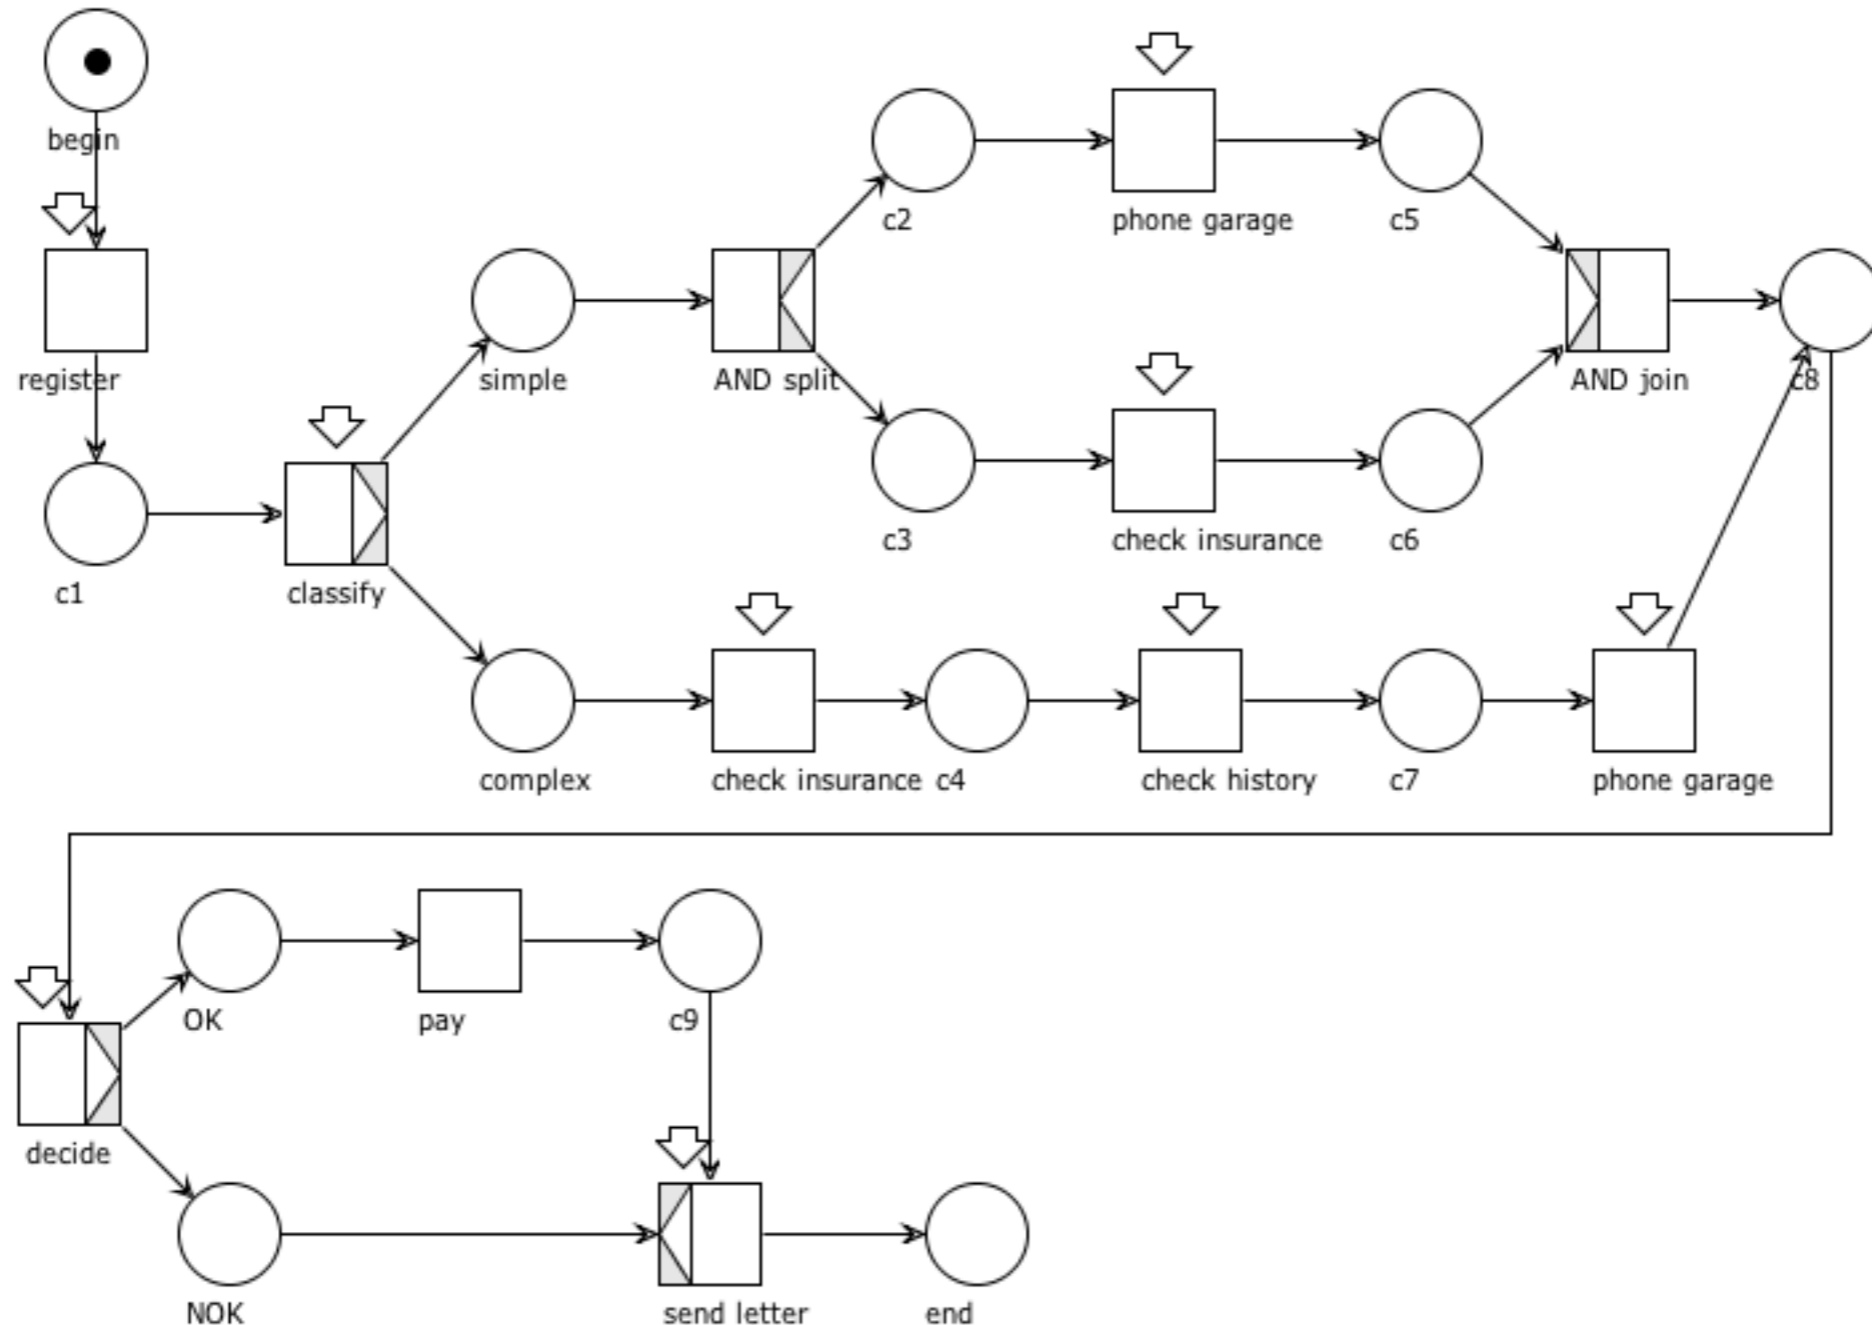 begin
c2
phone garage
c5
register
simple
AND split
AND join
c8
c3
check insurance
c6
c1
classify
complex
check insurance
c4
check history
c7
phone garage
OK
pay
c9
decide
NOK
send letter
end